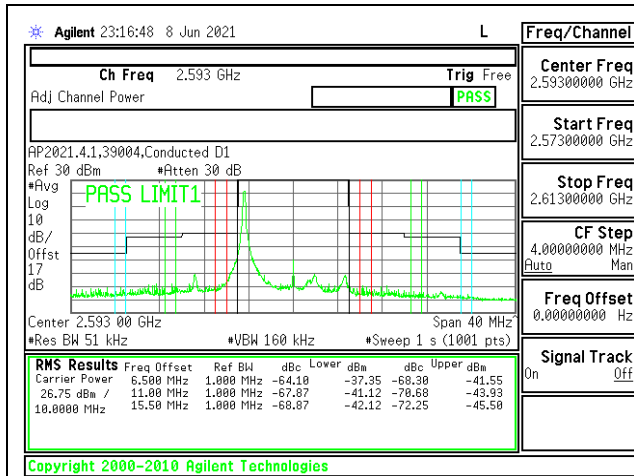 Agilent 23:16:48 8 Jun 2021 L Freq/Channel
Ch Freq 2.593 GHz Trig Free
Adj Channel Power PASS
Center Freq
2.59300000 GHz
Start Freq
2.57300000 GHz
Stop Freq
2.61300000 GHz
CF Step
4.00000000 MHz
Auto Man
Freq Offset
0.00000000 Hz
Signal Track
On Off
AP2021.4.1,39004,Conducted D1
Ref 30 dBm #Atten 30 dB
#Avg
Log
10
dB/
Offst
17
dB
PASS LIMIT1
Center 2.593 00 GHz Span 40 MHz^
#Res BW 51 kHz #VBW 160 kHz #Sweep 1 s (1001 pts)
RMS Results Freq Offset Ref BW dBc Lower dBm dBc Upper dBm
Carrier Power 6.500 MHz 1.000 MHz -64.10 -37.35 -68.30 -41.55
26.75 dBm / 11.00 MHz 1.000 MHz -67.87 -41.12 -70.68 -43.93
10.0000 MHz 15.50 MHz 1.000 MHz -68.87 -42.12 -72.25 -45.50
Copyright 2000-2010 Agilent Technologies